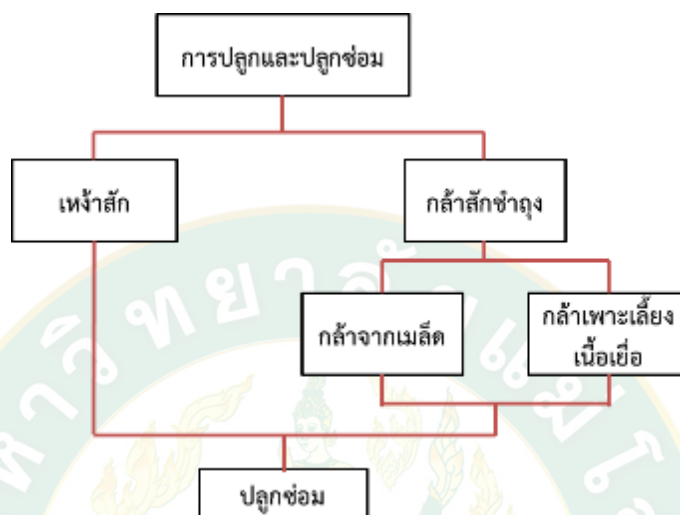 การปลูกและปลูกซ่อม
เหง้าสัก
กล้าสักชำถุง
กล้าจากเมล็ด
กล้าเพาะเลี้ยง
เนื้อเยื่อ
ปลูกซ่อม